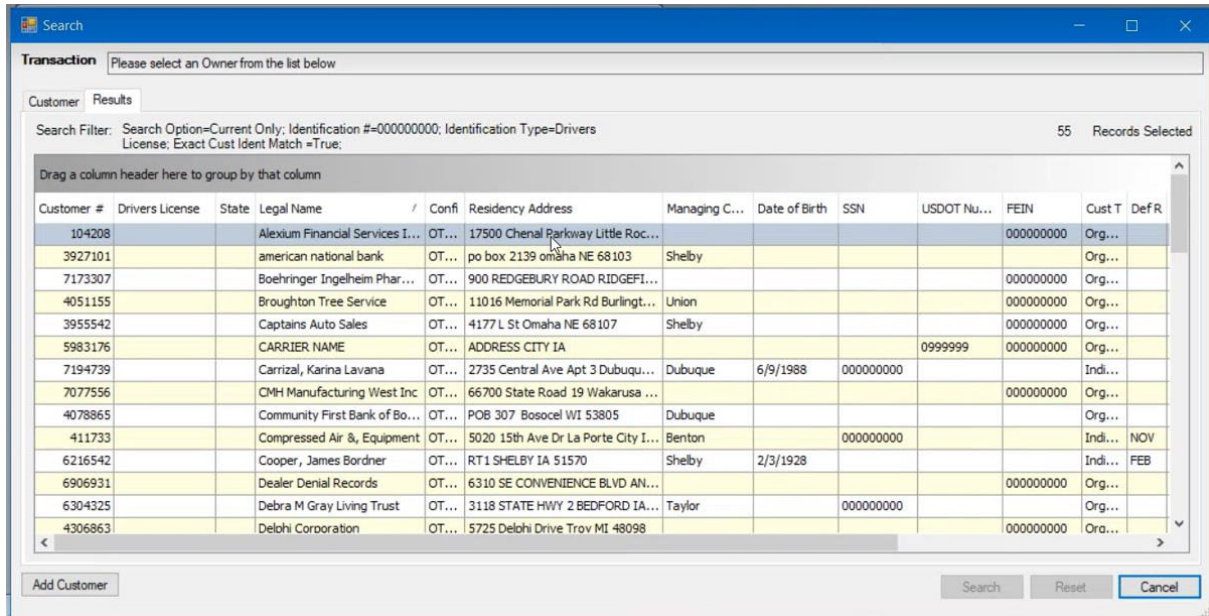 Search
Transaction Please select an Owner from the list below
Customer Results
Search Filter: Search Option=Current Only; Identification #=000000000; Identification Type=Drivers
License; Exact Cust Ident Match =True;
55 Records Selected
Drag a column header here to group by that column
Customer # Drivers License State Legal Name / Confi Residency Address Managing C... Date of Birth SSN USDOT Nu... FEIN Cust T Def R
104208 Alexium Financial Services I... OT... 17500 Chenal Parkway Little Roc... 000000000 Org...
3927101 american national bank OT... po box 2139 omaha NE 68103 Shelby Org...
7173307 Boehringer Ingelheim Phar... OT... 900 REDGEBURY ROAD RIDGEFI... 000000000 Org...
4051155 Broughton Tree Service OT... 11016 Memorial Park Rd Burlingt... Union 000000000 Org...
3955542 Captains Auto Sales OT... 4177 L St Omaha NE 68107 Shelby 000000000 Org...
5983176 CARRIER NAME OT... ADDRESS CITY IA 0999999 000000000 Org...
7194739 Carrizal, Karina Lavana OT... 2735 Central Ave Apt 3 Dubuqu... Dubuque 6/9/1988 000000000 Indi...
7077556 CMH Manufacturing West Inc OT... 66700 State Road 19 Wakarusa ... 000000000 Org...
4078865 Community First Bank of Bo... OT... POB 307 Bosocel WI 53805 Dubuque Org...
411733 Compressed Air &, Equipment OT... 5020 15th Ave Dr La Porte City I... Benton 000000000 Indi... NOV
6216542 Cooper, James Bordner OT... RT1 SHELBY IA 51570 Shelby 2/3/1928 Indi... FEB
6906931 Dealer Denial Records OT... 6310 SE CONVENIENCE BLVD AN... 000000000 Org...
6304325 Debra M Gray Living Trust OT... 3118 STATE HWY 2 BEDFORD IA... Taylor 000000000 Org...
4306863 Delphi Corporation OT... 5725 Delphi Drive Troy MI 48098 000000000 Org...
Add Customer Search Reset Cancel